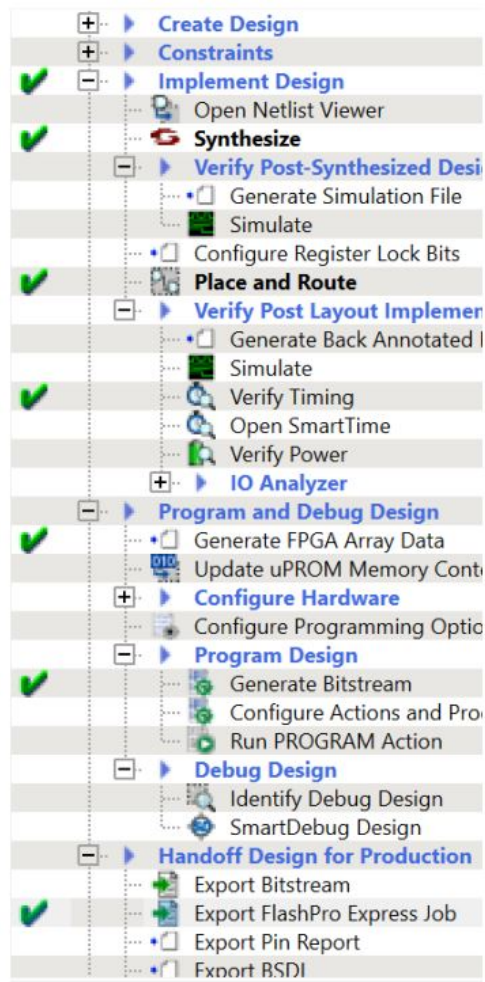 Create Design
Constraints
Implement Design
Open Netlist Viewer
Synthesize
Verify Post-Synthesized Desi
Generate Simulation File
Simulate
Configure Register Lock Bits
Place and Route
Verify Post Layout Implemen
Generate Back Annotated
Simulate
Verify Timing
Open SmartTime
Verify Power
IO Analyzer
Program and Debug Design
Generate FPGA Array Data
Update uPROM Memory Conte
Configure Hardware
Configure Programming Optio
Program Design
Generate Bitstream
Configure Actions and Pro
Run PROGRAM Action
Debug Design
Identify Debug Design
SmartDebug Design
Handoff Design for Production
Export Bitstream
Export FlashPro Express Job
Export Pin Report
Export BSDL